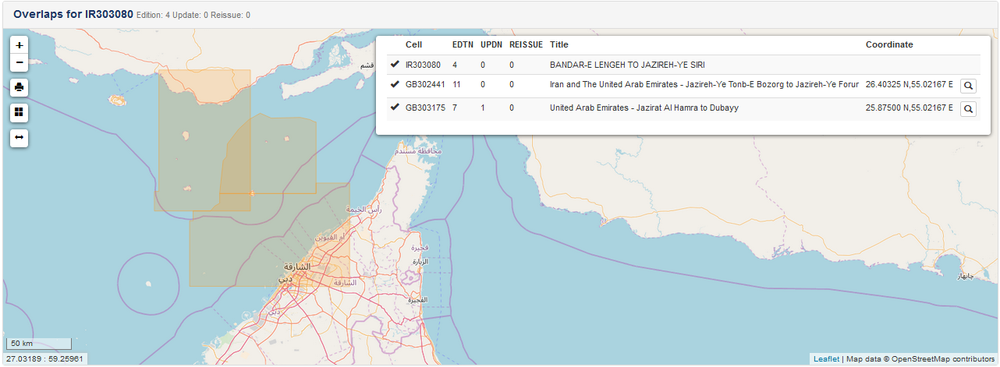 Overlaps for IR303080 Edition: 4 Update: 0 Reissue: 0
+
−
Cell EDTN UPDN REISSUE Title Coordinate
IR303080 4 0 0 BANDAR-E LENGEH TO JAZIREH-YE SIRI
GB302441 11 0 0 Iran and The United Arab Emirates - Jazireh-Ye Tonb-E Bozorg to Jazireh-Ye Forur 26.40325 N,55.02167 E
GB303175 7 1 0 United Arab Emirates - Jazirat Al Hamra to Dubayy 25.87500 N,55.02167 E
قشم
محافظة مسندم
رأس الخيمة
أم القيوين
فجيرة
الزبارة
الشارقة
دبي
الشارقة
چابهار
الفجيرة
دبي
50 km
27.03189 : 59.25961
Leaflet | Map data © OpenStreetMap contributors